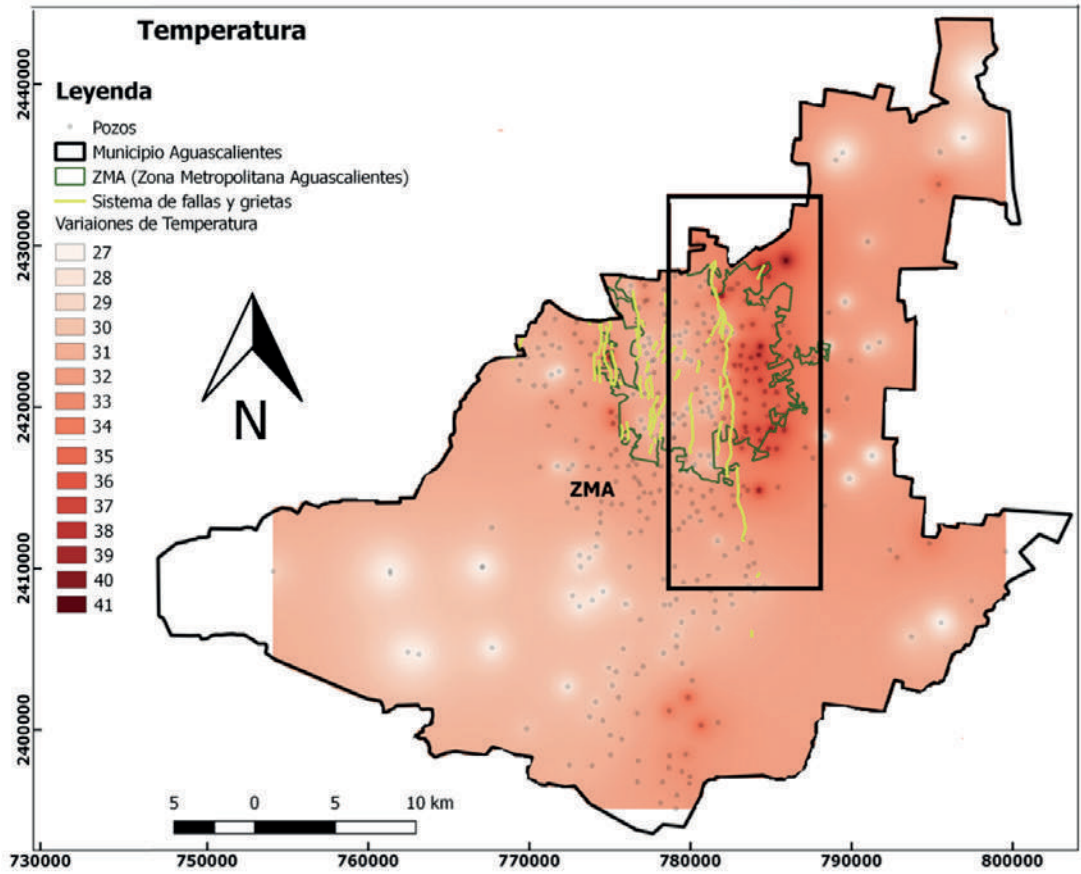 Temperatura
Leyenda
Pozos
Municipio Aguascalientes
ZMA (Zona Metropolitana Aguascalientes)
Sistema de fallas y grietas
Variaiones de Temperatura
27
28
29
30
31
32
33
34
35
36
37
38
39
40
41
N
ZMA
5 0 5 10 km
2440000
2430000
2420000
2410000
2400000
730000 750000 760000 770000 780000 790000 800000